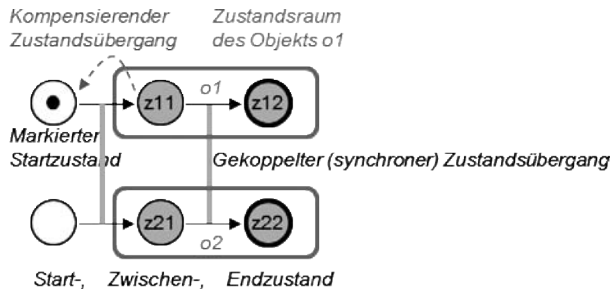 Kompensierender
Zustandsübergang
Zustandsraum
des Objekts o1
o1
z11
z12
Markierter
Startzustand
Gekoppelter (synchroner) Zustandsübergang
z21
z22
o2
Start-, Zwischen-, Endzustand